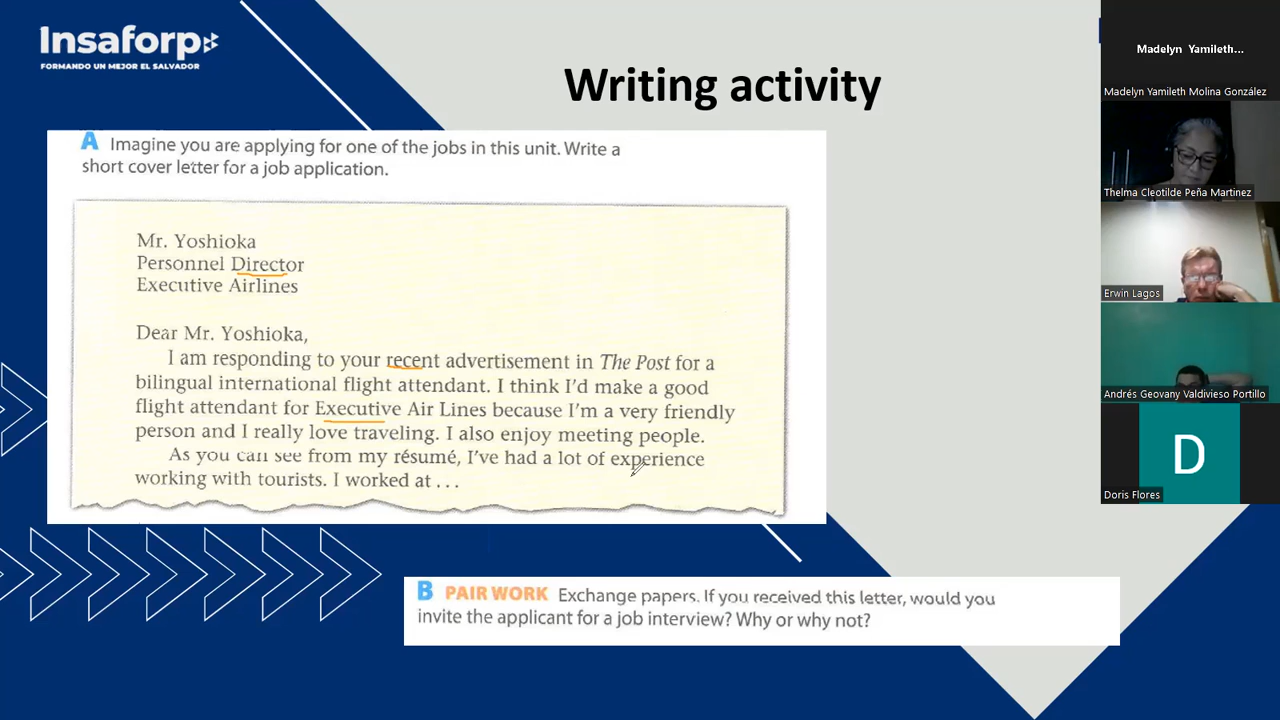 Insaforp
FORMANDO UN MEJOR EL SALVADOR
Writing activity
A Imagine you are applying for one of the jobs in this unit. Write a
short cover letter for a job application.
Mr. Yoshioka
Personnel Director
Executive Airlines
Dear Mr. Yoshioka,
I am responding to your recent advertisement in The Post for a
bilingual international flight attendant. I think I'd make a good
flight attendant for Executive Air Lines because I'm a very friendly
person and I really love traveling. I also enjoy meeting people.
As you can see from my résumé, I've had a lot of experience
working with tourists. I worked at . . .
B PAIR WORK Exchange papers. If you received this letter, would you
invite the applicant for a job interview? Why or why not?
Madelyn Yamileth...
Madelyn Yamileth Molina González
Thelma Cleotilde Peña Martinez
Erwin Lagos
Andrés Geovany Valdivieso Portillo
D
Doris Flores